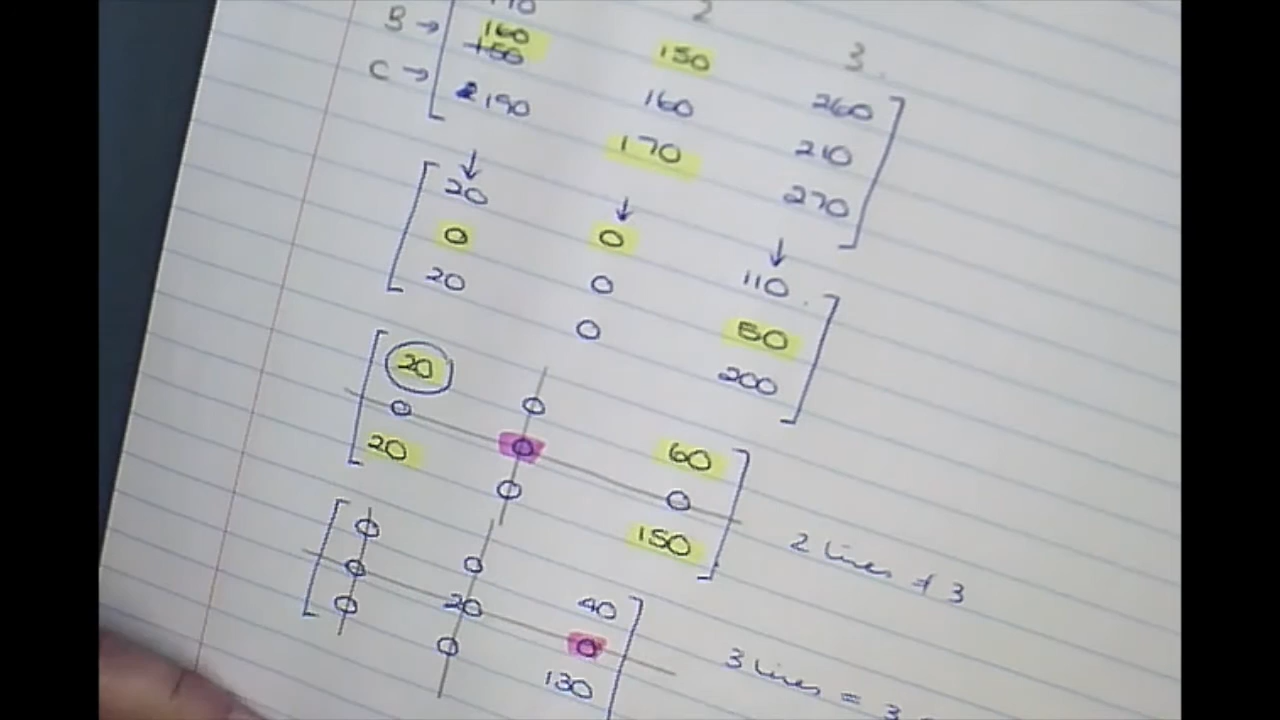 2 3.
150 260
B → 160 160 210
C → 190 170 270
↓ ↓ ↓
20 0 110
0 0 50
20 0 200
20 0 60
0 0 0
20 0 150
2 lines ≠ 3
0 0 40
0 20 0
0 0 130
3 lines = 3